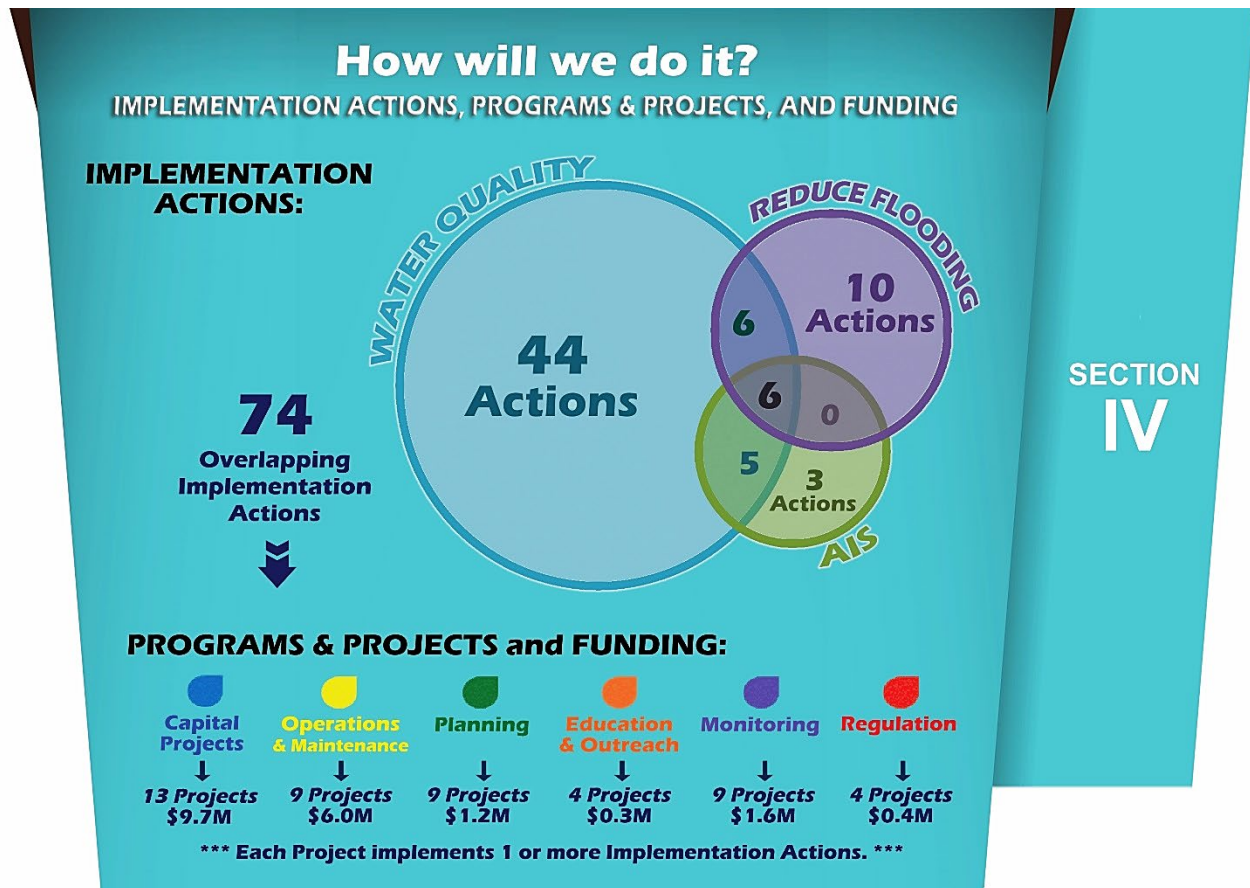 How will we do it?
IMPLEMENTATION ACTIONS, PROGRAMS & PROJECTS, AND FUNDING
IMPLEMENTATION
ACTIONS:
WATER QUALITY
REDUCE FLOODING
44
Actions
10
Actions
6
6
0
5
3
Actions
AIS
74
Overlapping
Implementation
Actions
SECTION
IV
PROGRAMS & PROJECTS and FUNDING:
Capital
Projects
13 Projects
$9.7M
Operations
& Maintenance
9 Projects
$6.0M
Planning
9 Projects
$1.2M
Education
& Outreach
4 Projects
$0.3M
Monitoring
9 Projects
$1.6M
Regulation
4 Projects
$0.4M
*** Each Project implements 1 or more Implementation Actions. ***